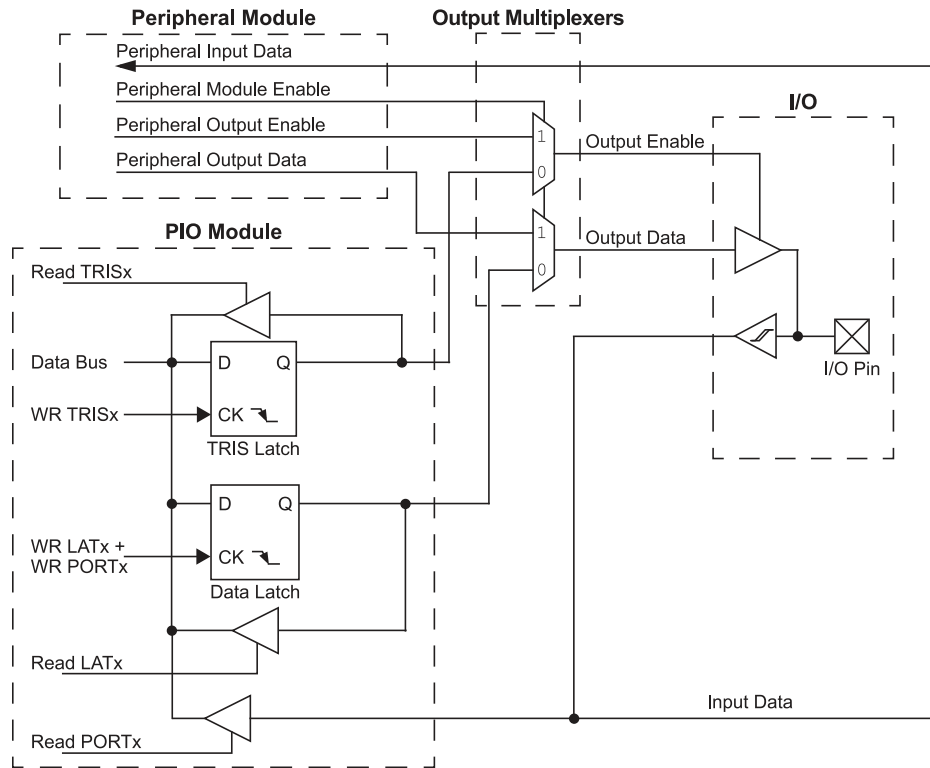 Peripheral Module
Output Multiplexers
Peripheral Input Data
Peripheral Module Enable
I/O
Peripheral Output Enable
1
Output Enable
Peripheral Output Data
0
PIO Module
1
Output Data
0
Read TRISx
Data Bus
D
Q
I/O Pin
WR TRISx
CK
TRIS Latch
D
Q
WR LATx +
WR PORTx
CK
Data Latch
Read LATx
Input Data
Read PORTx